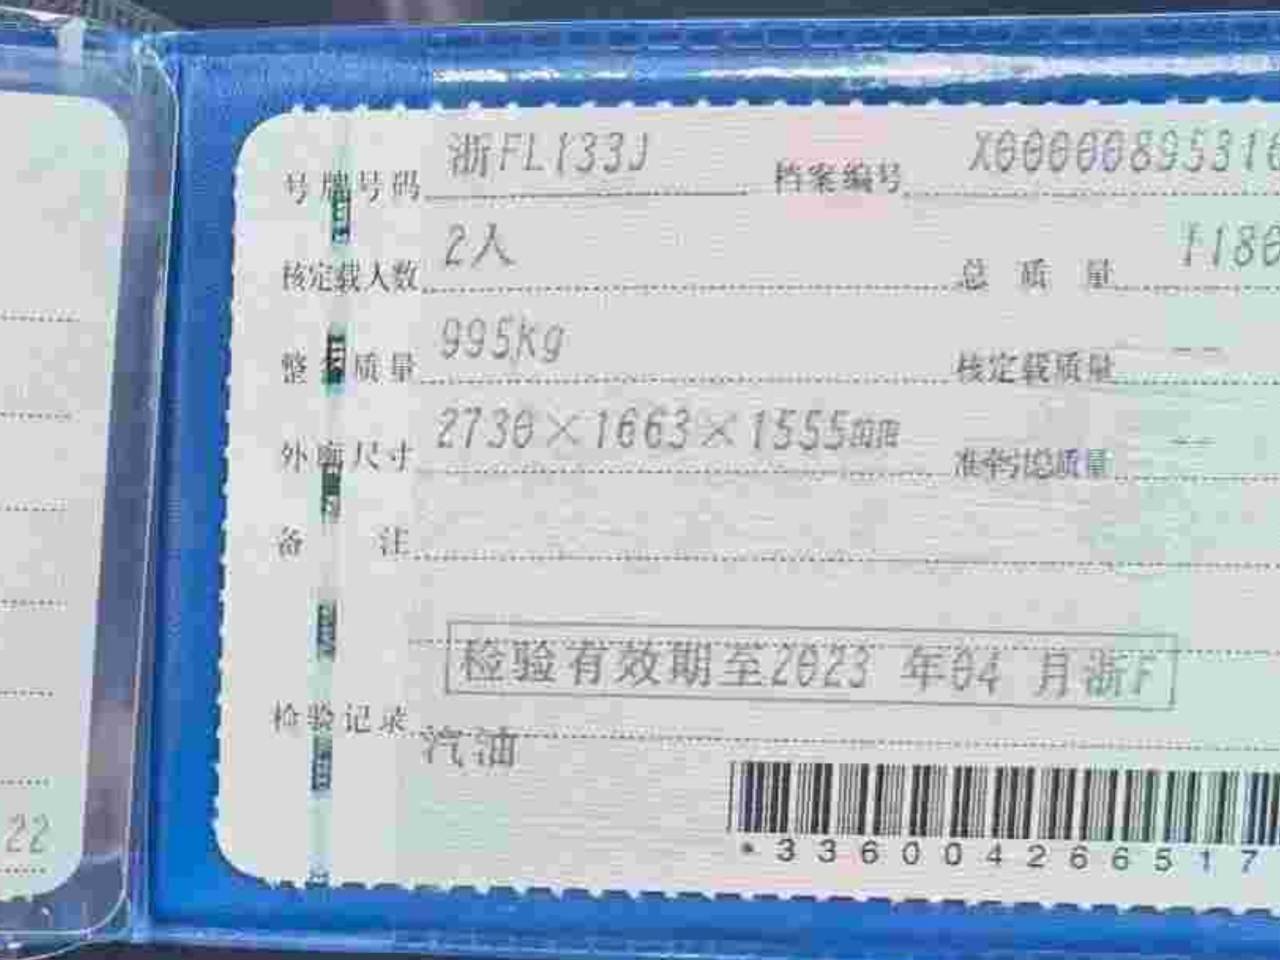 号牌号码 浙FL133J 档案编号 X00000895310
核定载人数 2人 总质量 1180
整备质量 995kg 核定载质量 --
外廓尺寸 2730×1663×1555mm 准牵引总质量 --
备注
检验有效期至2023 年04 月浙F
检验记录
汽油
*336004266517
22